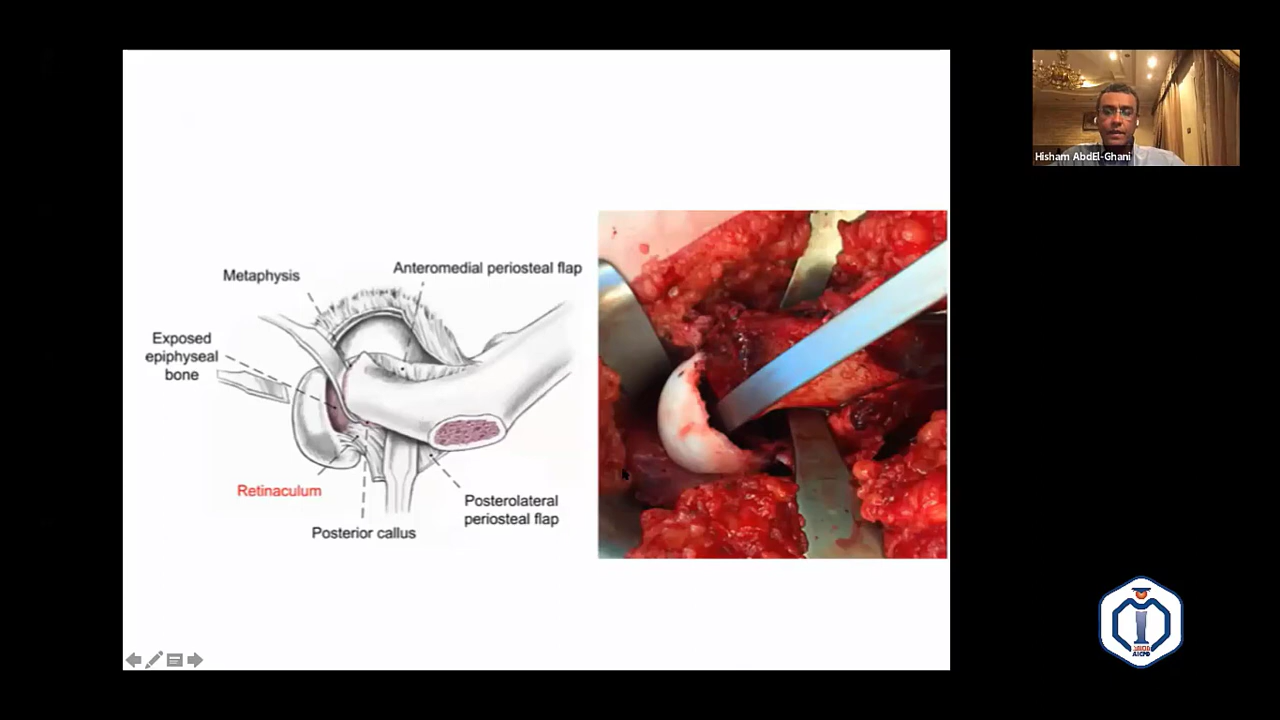 Metaphysis
Anteromedial periosteal flap
Exposed
epiphyseal
bone
Retinaculum
Posterior callus
Posterolateral
periosteal flap
Hisham AbdEl-Ghani